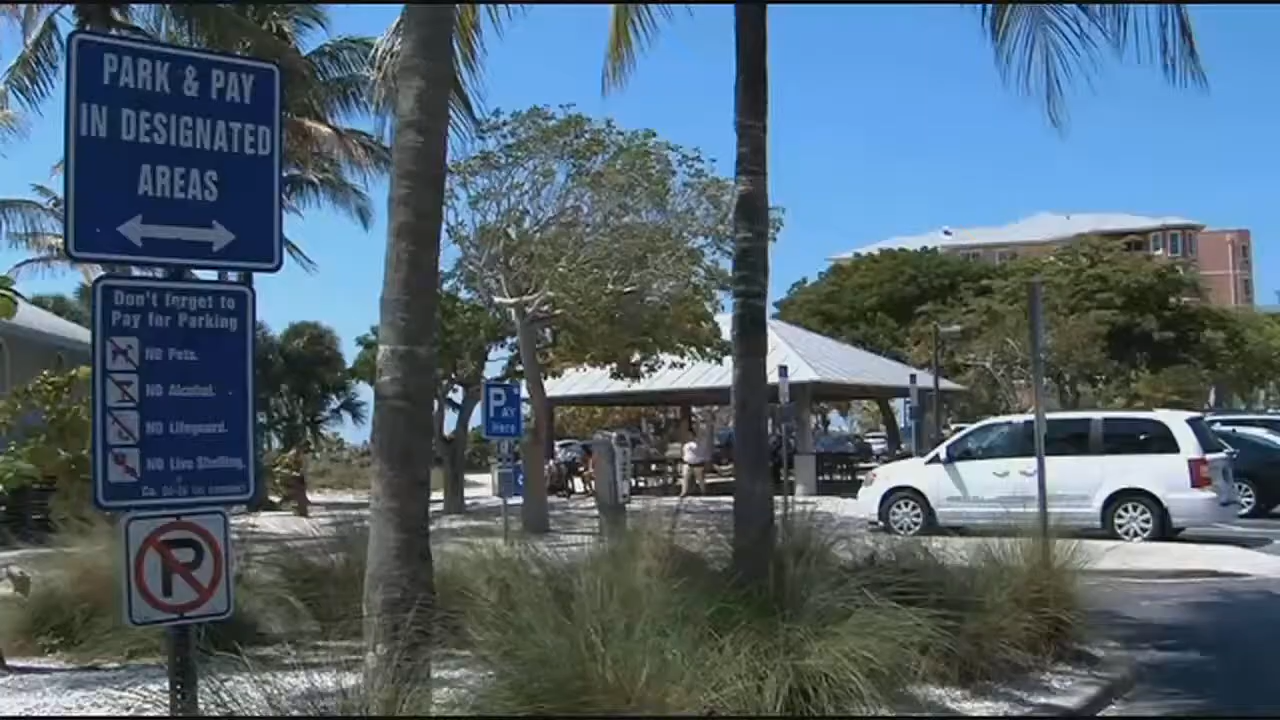 PARK & PAY
IN DESIGNATED
AREAS
Don't forget to
Pay for Parking
NO Pets.
NO Alcohol.
NO Lifeguard.
NO Live Shelling.
P
PAY
Here